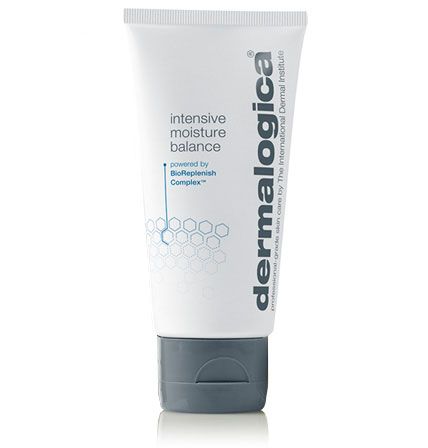 intensive
moisture
balance
powered by
BioReplenish
Complex™
dermalogica®
professional-grade skin care by The International Dermal Institute